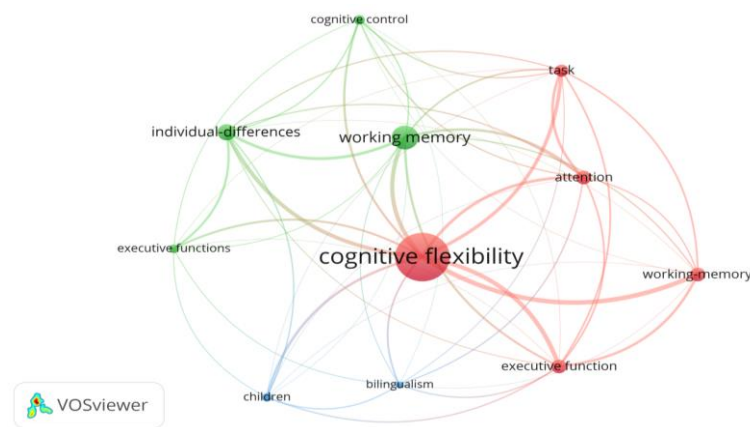 cognitive control
task
individual-differences
working memory
attention
executive functions
cognitive flexibility
working-memory
executive function
bilingualism
children
VOSviewer